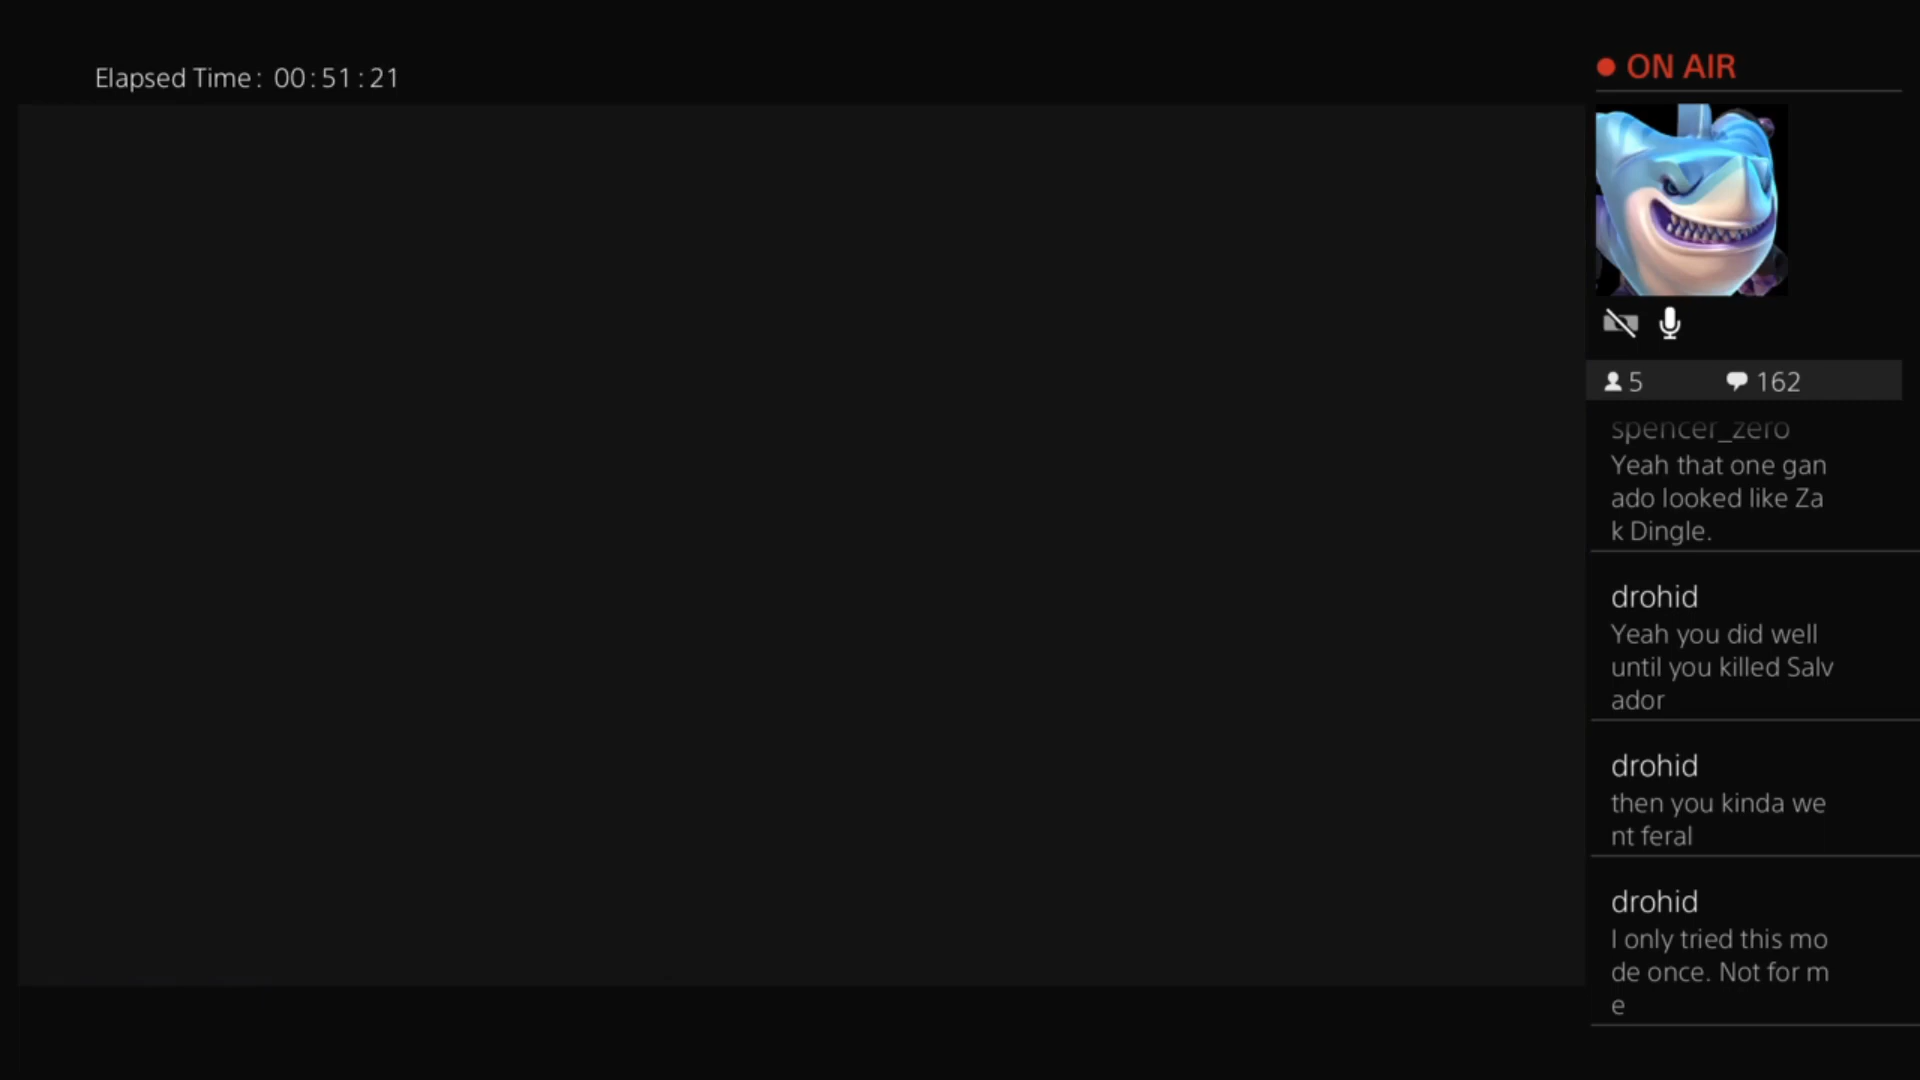 Elapsed Time: 00:51:21
ON AIR
5 162
spencer_zero
Yeah that one gan
ado looked like Za
k Dingle.
drohid
Yeah you did well
until you killed Salv
ador
drohid
then you kinda we
nt feral
drohid
I only tried this mo
de once. Not for m
e